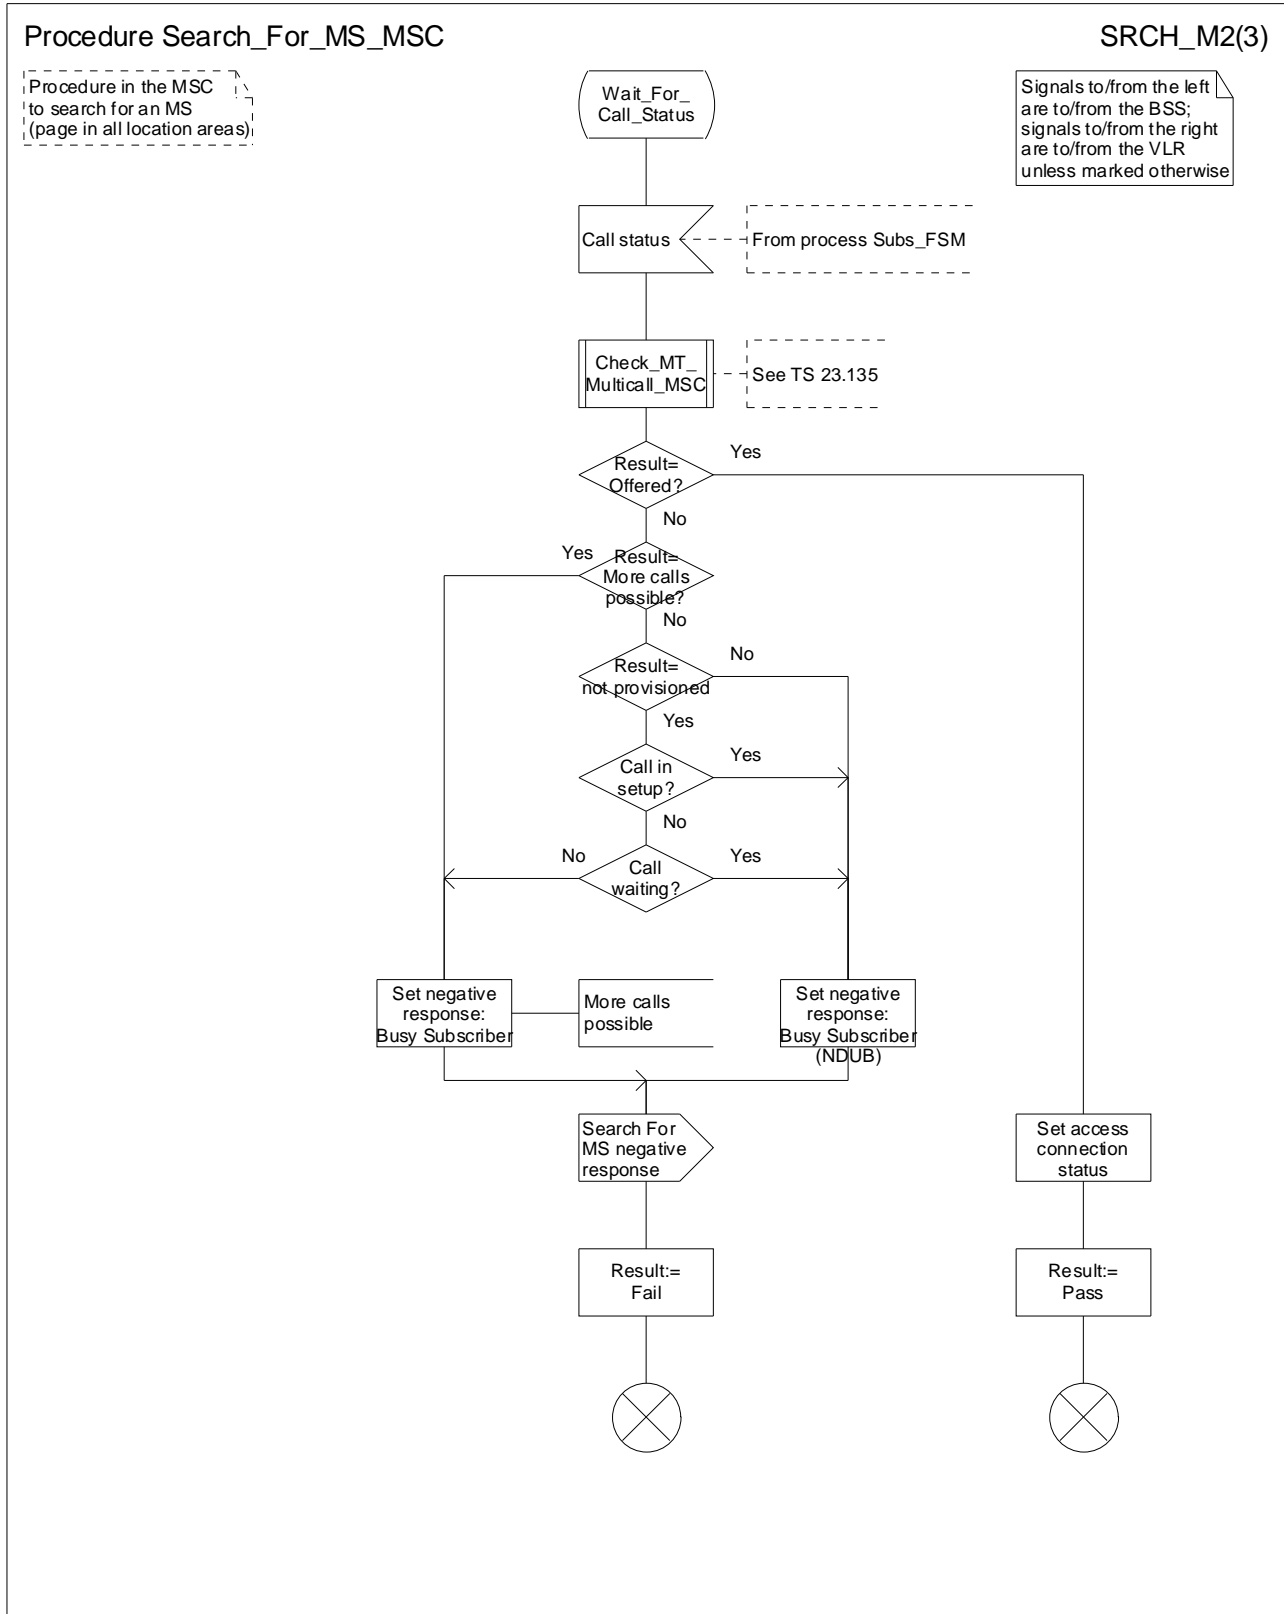 Procedure Search_For_MS_MSC
SRCH_M2(3)
Procedure in the MSC
to search for an MS
(page in all location areas)
Wait_For_
Call_Status
Signals to/from the left
are to/from the BSS;
signals to/from the right
are to/from the VLR
unless marked otherwise
Call status
From process Subs_FSM
Check_MT_
Multicall_MSC
See TS 23.135
Result=
Offered?
Yes
No
Yes
Result=
More calls
possible?
No
Result=
not provisioned
No
Yes
Call in
setup?
Yes
No
No
Call
waiting?
Yes
Set negative
response:
Busy Subscriber
More calls
possible
Set negative
response:
Busy Subscriber
(NDUB)
Search For
MS negative
response
Set access
connection
status
Result:=
Fail
Result:=
Pass